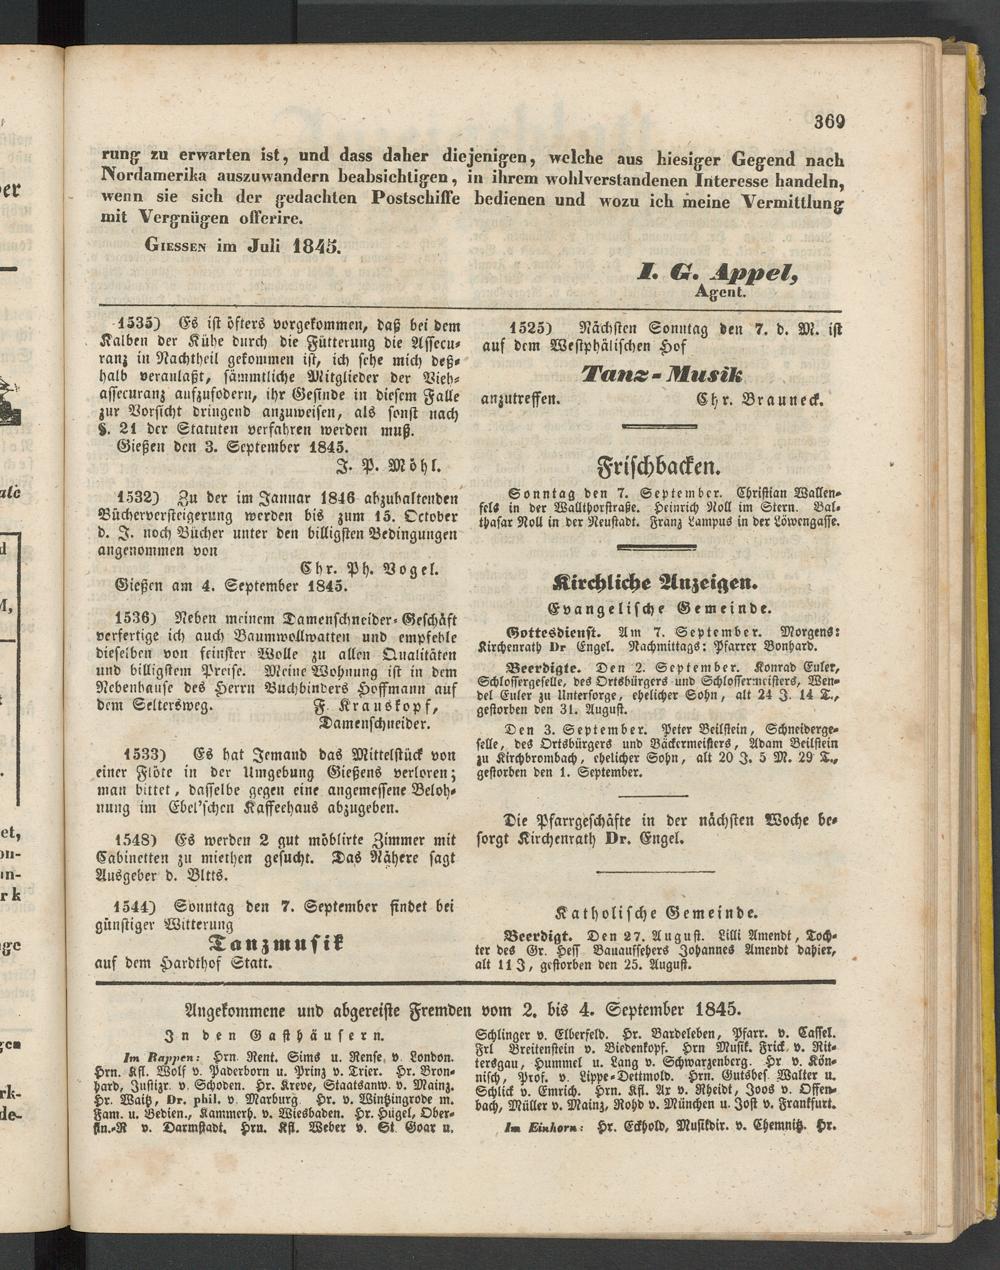 369
rung zu erwarten ist, und dass daher diejenigen, welche aus hiesiger Gegend nach
Nordamerika auszuwandern beabsichtigen, in ihrem wohlverstandenen Interesse handeln,
wenn sie sich der gedachten Postschiffe bedienen und wozu ich meine Vermittlung
mit Vergnügen offerire.
Giessen im Juli 1845.
I. G. Appel,
Agent.
1535) Es ist öfters vorgekommen, daß bei dem
Kalben der Kühe durch die Fütterung die Assecu-
ranz in Nachtheil gekommen ist, ich sehe mich deß-
halb veranlaßt, sämmtliche Mitglieder der Vieh-
assecuranz aufzufodern, ihr Gesinde in diesem Falle
zur Vorsicht dringend anzuweisen, als sonst nach
§. 21 der Statuten verfahren werden muß.
Gießen den 3. September 1845.
J. P. Möhl.
1532) Zu der im Januar 1846 abzuhaltenden
Bücherversteigerung werden bis zum 15. October
d. J. noch Bücher unter den billigsten Bedingungen
angenommen von
Chr. Ph. Vogel.
Gießen am 4. September 1845.
1536) Neben meinem Damenschneider-Geschäft
verfertige ich auch Baumwollwatten und empfehle
dieselben von feinster Wolle zu allen Qualitäten
und billigstem Preise. Meine Wohnung ist in dem
Nebenhause des Herrn Buchbinders Hoffmann auf
dem Seltersweg. F. Krauskopf,
Damenschneider.
1533) Es hat Jemand das Mittelstück von
einer Flöte in der Umgebung Gießens verloren;
man bittet, dasselbe gegen eine angemessene Beloh-
nung im Ebel'schen Kaffeehaus abzugeben.
1548) Es werden 2 gut möblirte Zimmer mit
Cabinetten zu miethen gesucht. Das Nähere sagt
Ausgeber d. Bltts.
1544) Sonntag den 7. September findet bei
günstiger Witterung
Tanzmusik
auf dem Hardthof Statt.
1525) Nächsten Sonntag den 7. d. M. ist
auf dem Westphälischen Hof
Tanz-Musik
anzutreffen. Chr. Brauneck.
Frischbacken.
Sonntag den 7. September. Christian Wallen-
fels in der Wallthorstraße. Heinrich Noll im Stern. Bal-
thasar Noll in der Neustadt. Franz Lampus in der Löwengasse.
Kirchliche Anzeigen.
Evangelische Gemeinde.
Gottesdienst. Am 7. September. Morgens:
Kirchenrath Dr Engel. Nachmittags: Pfarrer Bonhard.
Beerdigte. Den 2. September. Konrad Euler,
Schlossergeselle, des Ortsbürgers und Schlossermeisters, Wen-
del Euler zu Untersorge, ehelicher Sohn, alt 24 J. 14 T.,
gestorben den 31. August.
Den 3. September. Peter Beilstein, Schneiderge-
selle, des Ortsbürgers und Bäckermeisters, Adam Beilstein
zu Kirchbrombach, ehelicher Sohn, alt 20 J. 5 M. 29 T.,
gestorben den 1. September.
Die Pfarrgeschäfte in der nächsten Woche be-
sorgt Kirchenrath Dr. Engel.
Katholische Gemeinde.
Beerdigt. Den 27. August. Lilli Amendt, Toch-
ter des Gr. Hess Bauaufsehers Johannes Amendt dahier,
alt 11 J, gestorben den 25. August.
Angekommene und abgereiste Fremden vom 2. bis 4. September 1845.
In den Gasthäusern.
Im Rappen: Hrn. Rent. Sims u. Rense, v. London.
Hrn. Kfl. Wolf v. Paderborn u. Prinz v. Trier. Hr. Bron-
hard, Justizr. v. Schoden. Hr. Kreve, Staatsanw. v. Mainz.
Hr. Waitz, Dr. phil. v. Marburg. Hr. v. Wintzingrode m.
Fam. u. Bedien., Kammerh. v. Wiesbaden. Hr. Hügel, Ober-
fin.-R v. Darmstadt. Hrn. Kfl. Weber v. St. Goar u.
Schlinger v. Elberfeld. Hr. Bardeleben, Pfarr. v. Cassel.
Frl Breitenstein v. Biedenkopf. Hrn Musik. Frick v. Rit-
tersgau, Hummel u. Lang v. Schwarzenberg. Hr v. Kön-
nisch, Prof. v. Lippe-Dettmold. Hrn. Gutsbes. Walter u.
Schlick v. Emrich. Hrn. Kfl. Ar v. Rheidt, Joos v. Offen-
bach, Müller v. Mainz, Rohd v. München u. Jost v. Frankfurt.
Im Einhorn: Hr. Eckhold, Musikdir. v. Chemnitz. Hr.